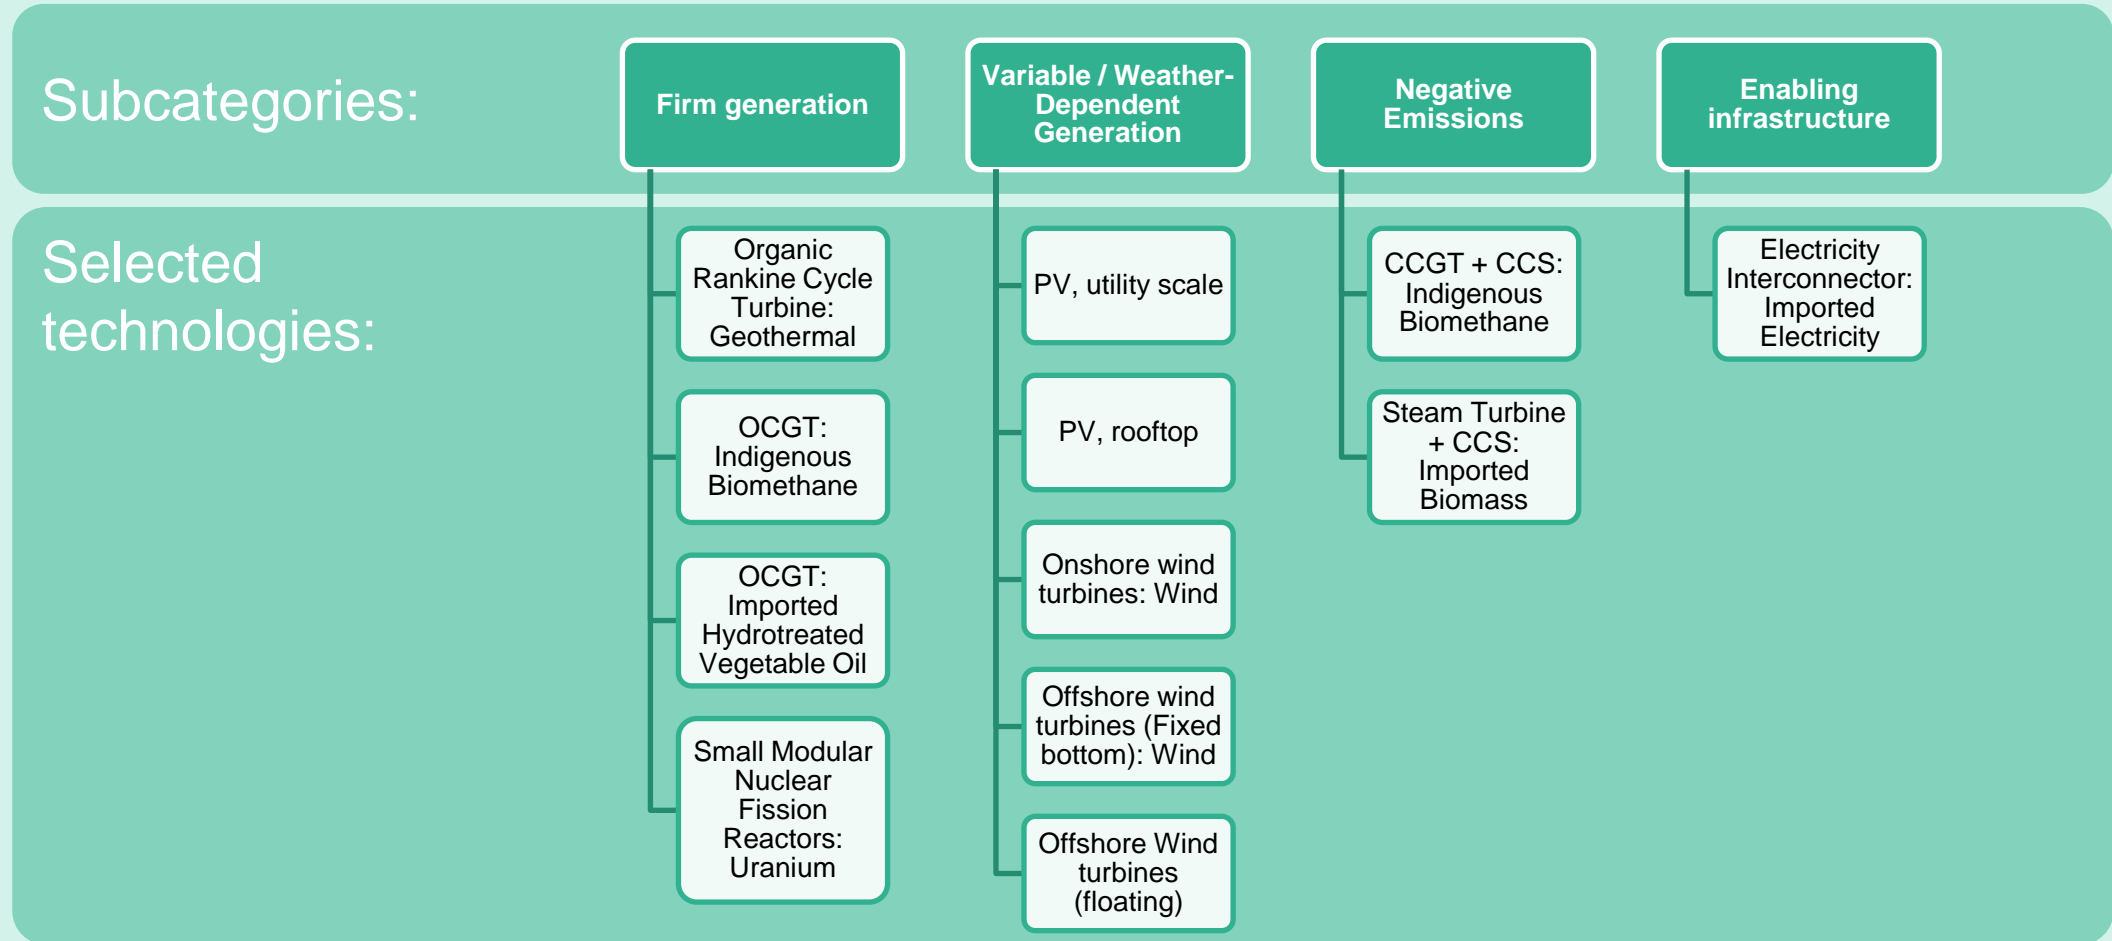 Subcategories:
Firm generation
Variable / Weather-
Dependent
Generation
Negative
Emissions
Enabling
infrastructure
Selected
technologies:
Organic
Rankine Cycle
Turbine:
Geothermal
OCGT:
Indigenous
Biomethane
OCGT:
Imported
Hydrotreated
Vegetable Oil
Small Modular
Nuclear
Fission
Reactors:
Uranium
PV, utility scale
PV, rooftop
Onshore wind
turbines: Wind
Offshore wind
turbines (Fixed
bottom): Wind
Offshore Wind
turbines
(floating)
CCGT + CCS:
Indigenous
Biomethane
Steam Turbine
+ CCS:
Imported
Biomass
Electricity
Interconnector:
Imported
Electricity